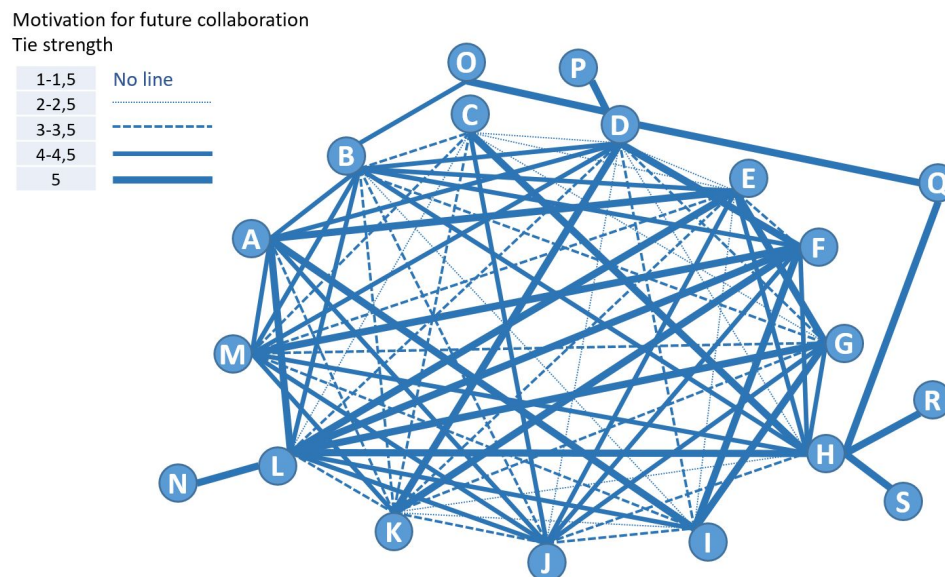 Motivation for future collaboration
Tie strength
1-1,5 No line
2-2,5
3-3,5
4-4,5
5
O
P
C
D
B
E
Q
A
F
M
G
R
L
H
N
S
K
I
J